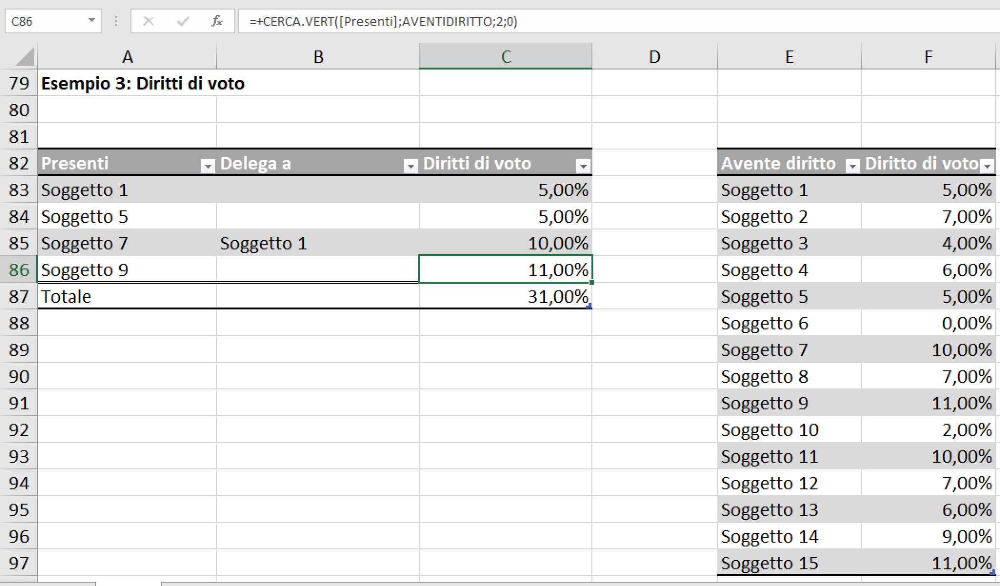 C86 fx =+CERCA.VERT([Presenti];AVENTIDIRITTO;2;0)
A B C D E F
79 Esempio 3: Diritti di voto
80
81
82 Presenti Delega a Diritti di voto Avente diritto Diritto di voto
83 Soggetto 1 5,00% Soggetto 1 5,00%
84 Soggetto 5 5,00% Soggetto 2 7,00%
85 Soggetto 7 Soggetto 1 10,00% Soggetto 3 4,00%
86 Soggetto 9 11,00% Soggetto 4 6,00%
87 Totale 31,00% Soggetto 5 5,00%
88 Soggetto 6 0,00%
89 Soggetto 7 10,00%
90 Soggetto 8 7,00%
91 Soggetto 9 11,00%
92 Soggetto 10 2,00%
93 Soggetto 11 10,00%
94 Soggetto 12 7,00%
95 Soggetto 13 6,00%
96 Soggetto 14 9,00%
97 Soggetto 15 11,00%